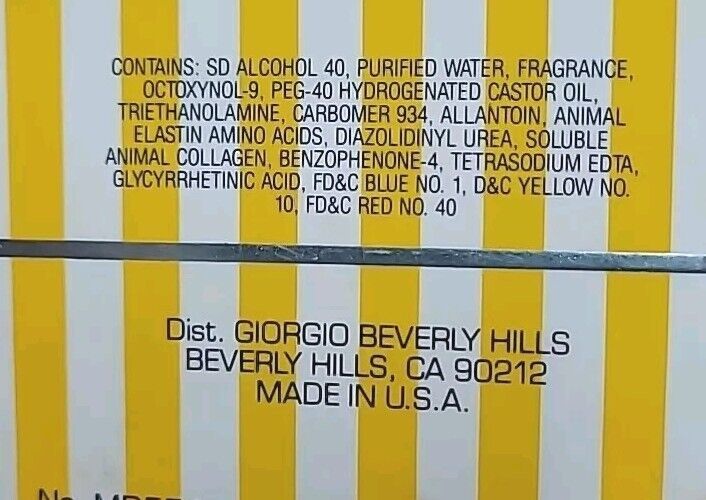 CONTAINS: SD ALCOHOL 40, PURIFIED WATER, FRAGRANCE,
OCTOXYNOL-9, PEG-40 HYDROGENATED CASTOR OIL,
TRIETHANOLAMINE, CARBOMER 934, ALLANTOIN, ANIMAL
ELASTIN AMINO ACIDS, DIAZOLIDINYL UREA, SOLUBLE
ANIMAL COLLAGEN, BENZOPHENONE-4, TETRASODIUM EDTA,
GLYCYRRHETINIC ACID, FD&C BLUE NO. 1, D&C YELLOW NO.
10, FD&C RED NO. 40
Dist. GIORGIO BEVERLY HILLS
BEVERLY HILLS, CA 90212
MADE IN U.S.A.
No.